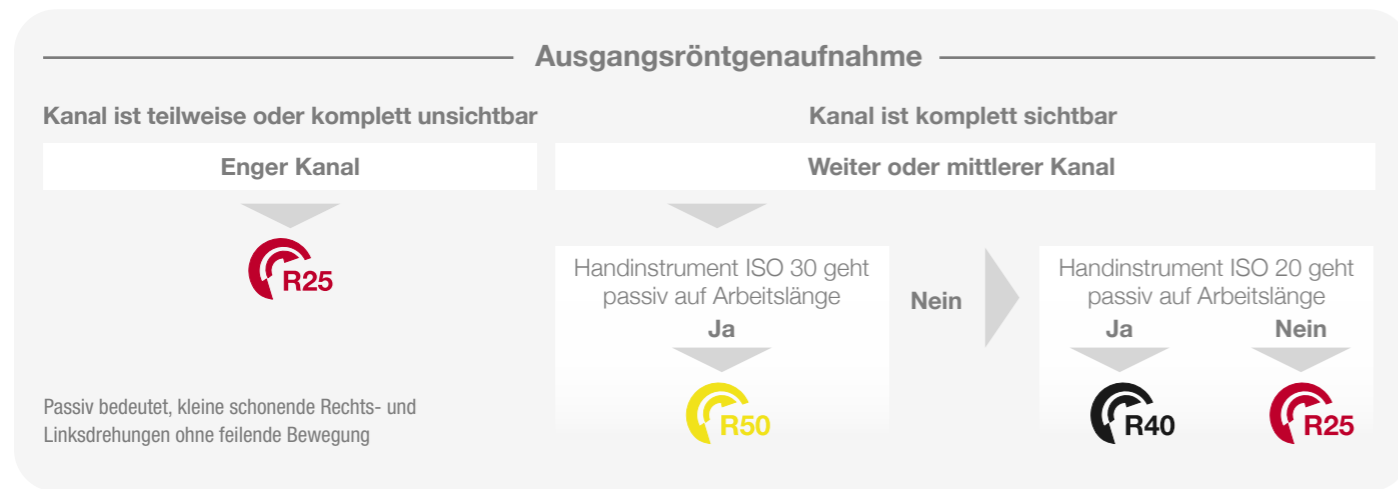 Ausgangsröntgenaufnahme
Kanal ist teilweise oder komplett unsichtbar
Enger Kanal
R25
Passiv bedeutet, kleine schonende Rechts- und
Linksdrehungen ohne feilende Bewegung
Kanal ist komplett sichtbar
Weiter oder mittlerer Kanal
Handinstrument ISO 30 geht
passiv auf Arbeitslänge
Ja
R50
Nein
Handinstrument ISO 20 geht
passiv auf Arbeitslänge
Ja
Nein
R40
R25